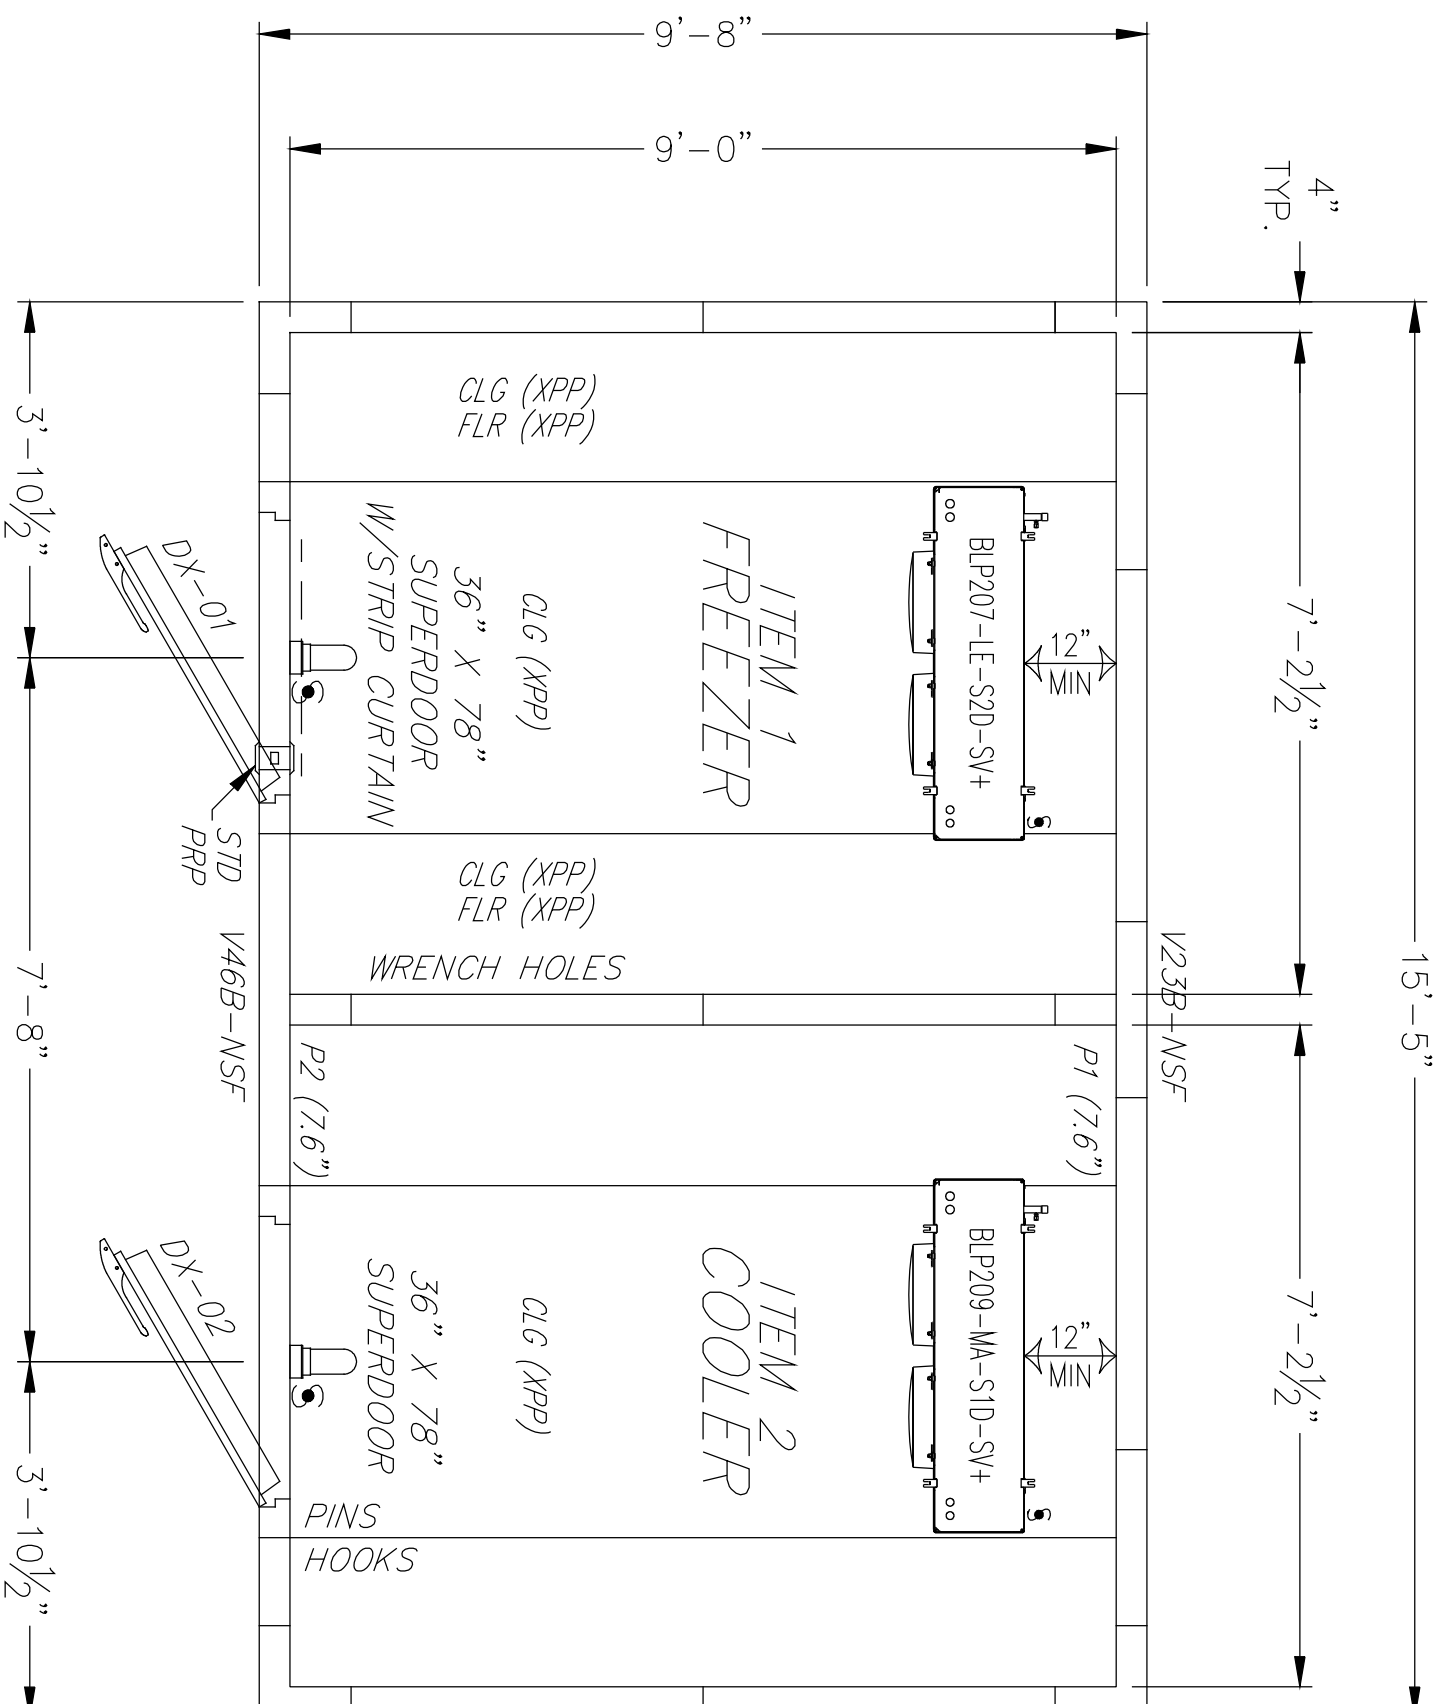 9'-8"
9'-0"
4"
TYP.
15'-5"
7'-2½"
7'-2½"
3'-10½"
7'-8"
3'-10½"
CLG (XPP)
FLR (XPP)
BLP207-LE-S2D-SV+
12"
MIN
ITEM 1
FREEZER
CLG (XPP)
36" X 78"
SUPERDOOR
W/STRIP CURTAIN
DX-01
STD
PRP
CLG (XPP)
FLR (XPP)
WRENCH HOLES
V23B-NSF
V46B-NSF
P1 (7.6")
P2 (7.6")
BLP209-MA-S1D-SV+
12"
MIN
ITEM 2
COOLER
CLG (XPP)
36" X 78"
SUPERDOOR
DX-02
PINS
HOOKS